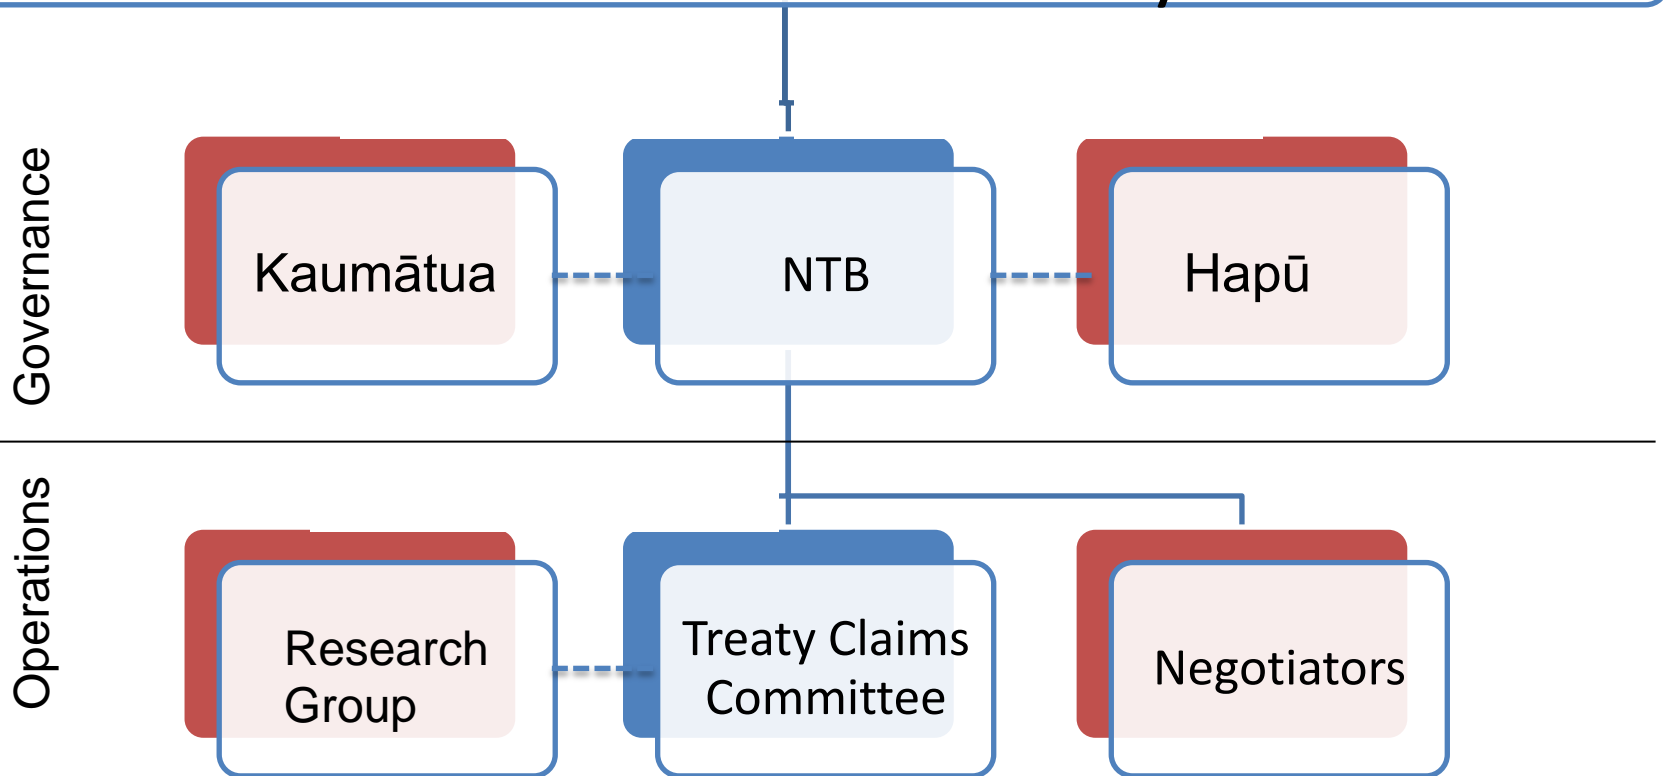 Governance
Kaumātua
NTB
Hapū
Operations
Research
Group
Treaty Claims
Committee
Negotiators